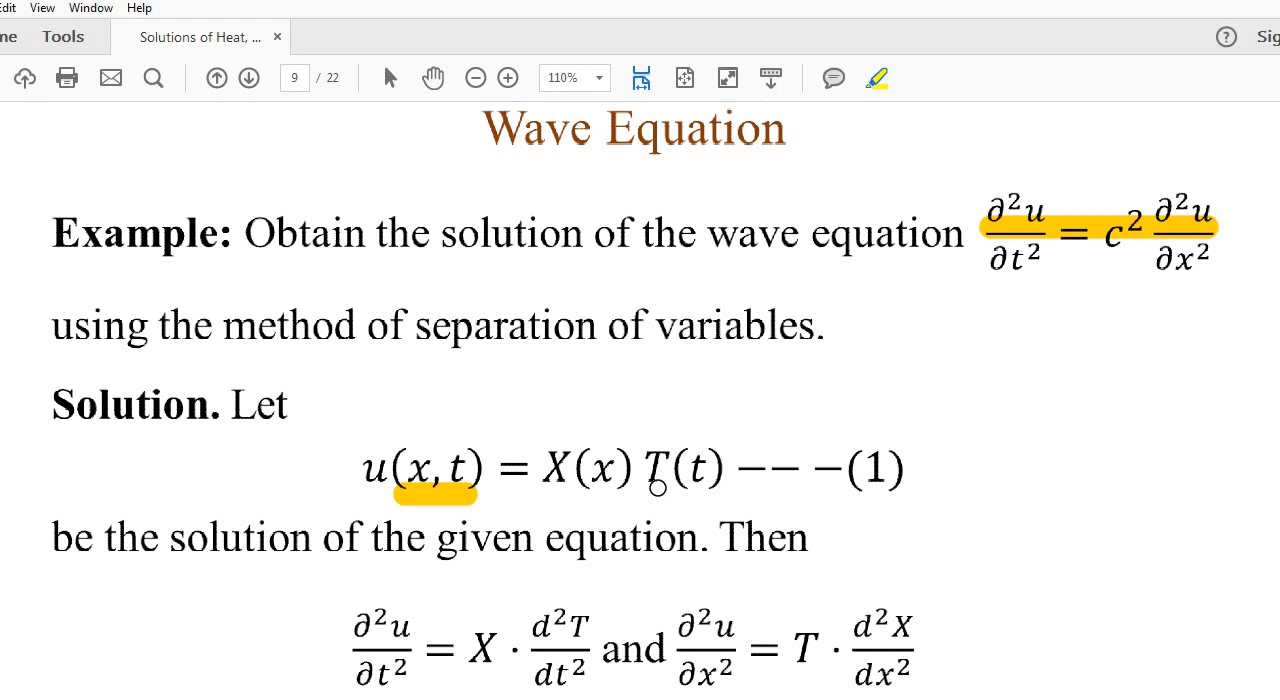 Edit View Window Help
me Tools Solutions of Heat, ... × ? Sig
9 / 22 110%
Wave Equation
Example: Obtain the solution of the wave equation ∂²u/∂t² = c² ∂²u/∂x²
using the method of separation of variables.
Solution. Let
u(x, t) = X(x) T(t) −− −(1)
be the solution of the given equation. Then
∂²u/∂t² = X · d²T/dt² and ∂²u/∂x² = T · d²X/dx²